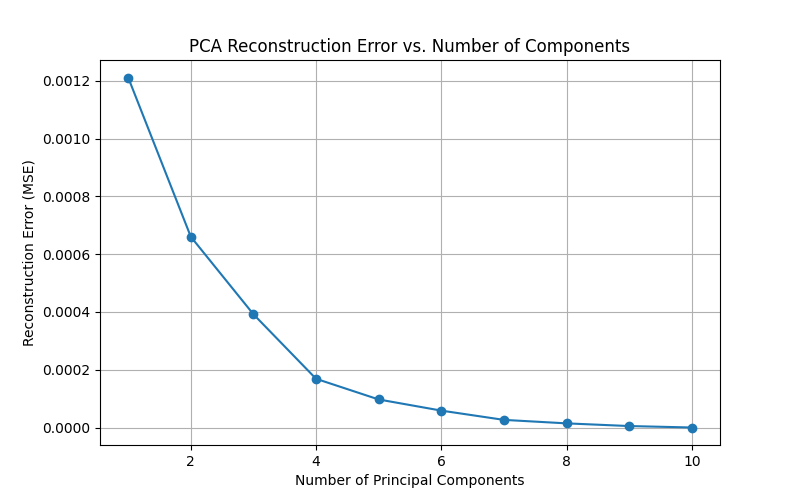 PCA Reconstruction Error vs. Number of Components
Reconstruction Error (MSE)
0.0012
0.0010
0.0008
0.0006
0.0004
0.0002
0.0000
2 4 6 8 10
Number of Principal Components